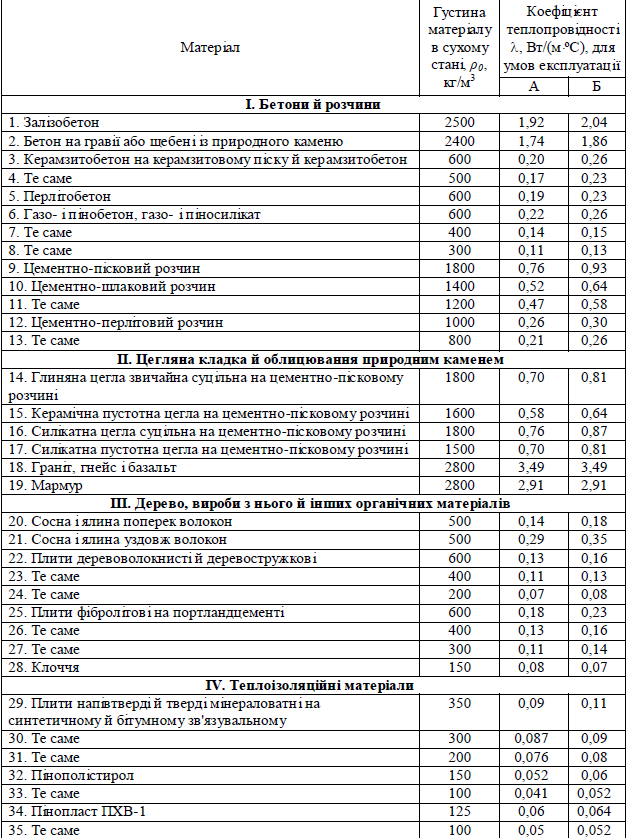 Матеріал Густина матеріалу в сухому стані, ρ₀, кг/м³ Коефіцієнт теплопровідності λ, Вт/(м·ºС), для умов експлуатації
А Б
I. Бетони й розчини
1. Залізобетон 2500 1,92 2,04
2. Бетон на гравії або щебені із природного каменю 2400 1,74 1,86
3. Керамзитобетон на керамзитовому піску й керамзитобетон 600 0,20 0,26
4. Те саме 500 0,17 0,23
5. Перлітобетон 600 0,19 0,23
6. Газо- і пінобетон, газо- і піносилікат 600 0,22 0,26
7. Те саме 400 0,14 0,15
8. Те саме 300 0,11 0,13
9. Цементно-пісковий розчин 1800 0,76 0,93
10. Цементно-шлаковий розчин 1400 0,52 0,64
11. Те саме 1200 0,47 0,58
12. Цементно-перлітовий розчин 1000 0,26 0,30
13. Те саме 800 0,21 0,26
II. Цегляна кладка й облицювання природним каменем
14. Глиняна цегла звичайна суцільна на цементно-пісковому 1800 0,70 0,81
розчині
15. Керамічна пустотна цегла на цементно-пісковому розчині 1600 0,58 0,64
16. Силікатна цегла суцільна на цементно-пісковому розчині 1800 0,76 0,87
17. Силікатна пустотна цегла на цементно-пісковому розчині 1500 0,70 0,81
18. Граніт, гнейс і базальт 2800 3,49 3,49
19. Мармур 2800 2,91 2,91
III. Дерево, вироби з нього й інших органічних матеріалів
20. Сосна і ялина поперек волокон 500 0,14 0,18
21. Сосна і ялина уздовж волокон 500 0,29 0,35
22. Плити деревоволокнисті й деревостружкові 600 0,13 0,16
23. Те саме 400 0,11 0,13
24. Те саме 200 0,07 0,08
25. Плити фібролітові на портландцементі 600 0,18 0,23
26. Те саме 400 0,13 0,16
27. Те саме 300 0,11 0,14
28. Клоччя 150 0,08 0,07
IV. Теплоізоляційні матеріали
29. Плити напівтверді й тверді мінераловатні на 350 0,09 0,11
синтетичному й бітумному зв'язувальному
30. Те саме 300 0,087 0,09
31. Те саме 200 0,076 0,08
32. Пінополістирол 150 0,052 0,06
33. Те саме 100 0,041 0,052
34. Пінопласт ПХВ-1 125 0,06 0,064
35. Те саме 100 0,05 0,052